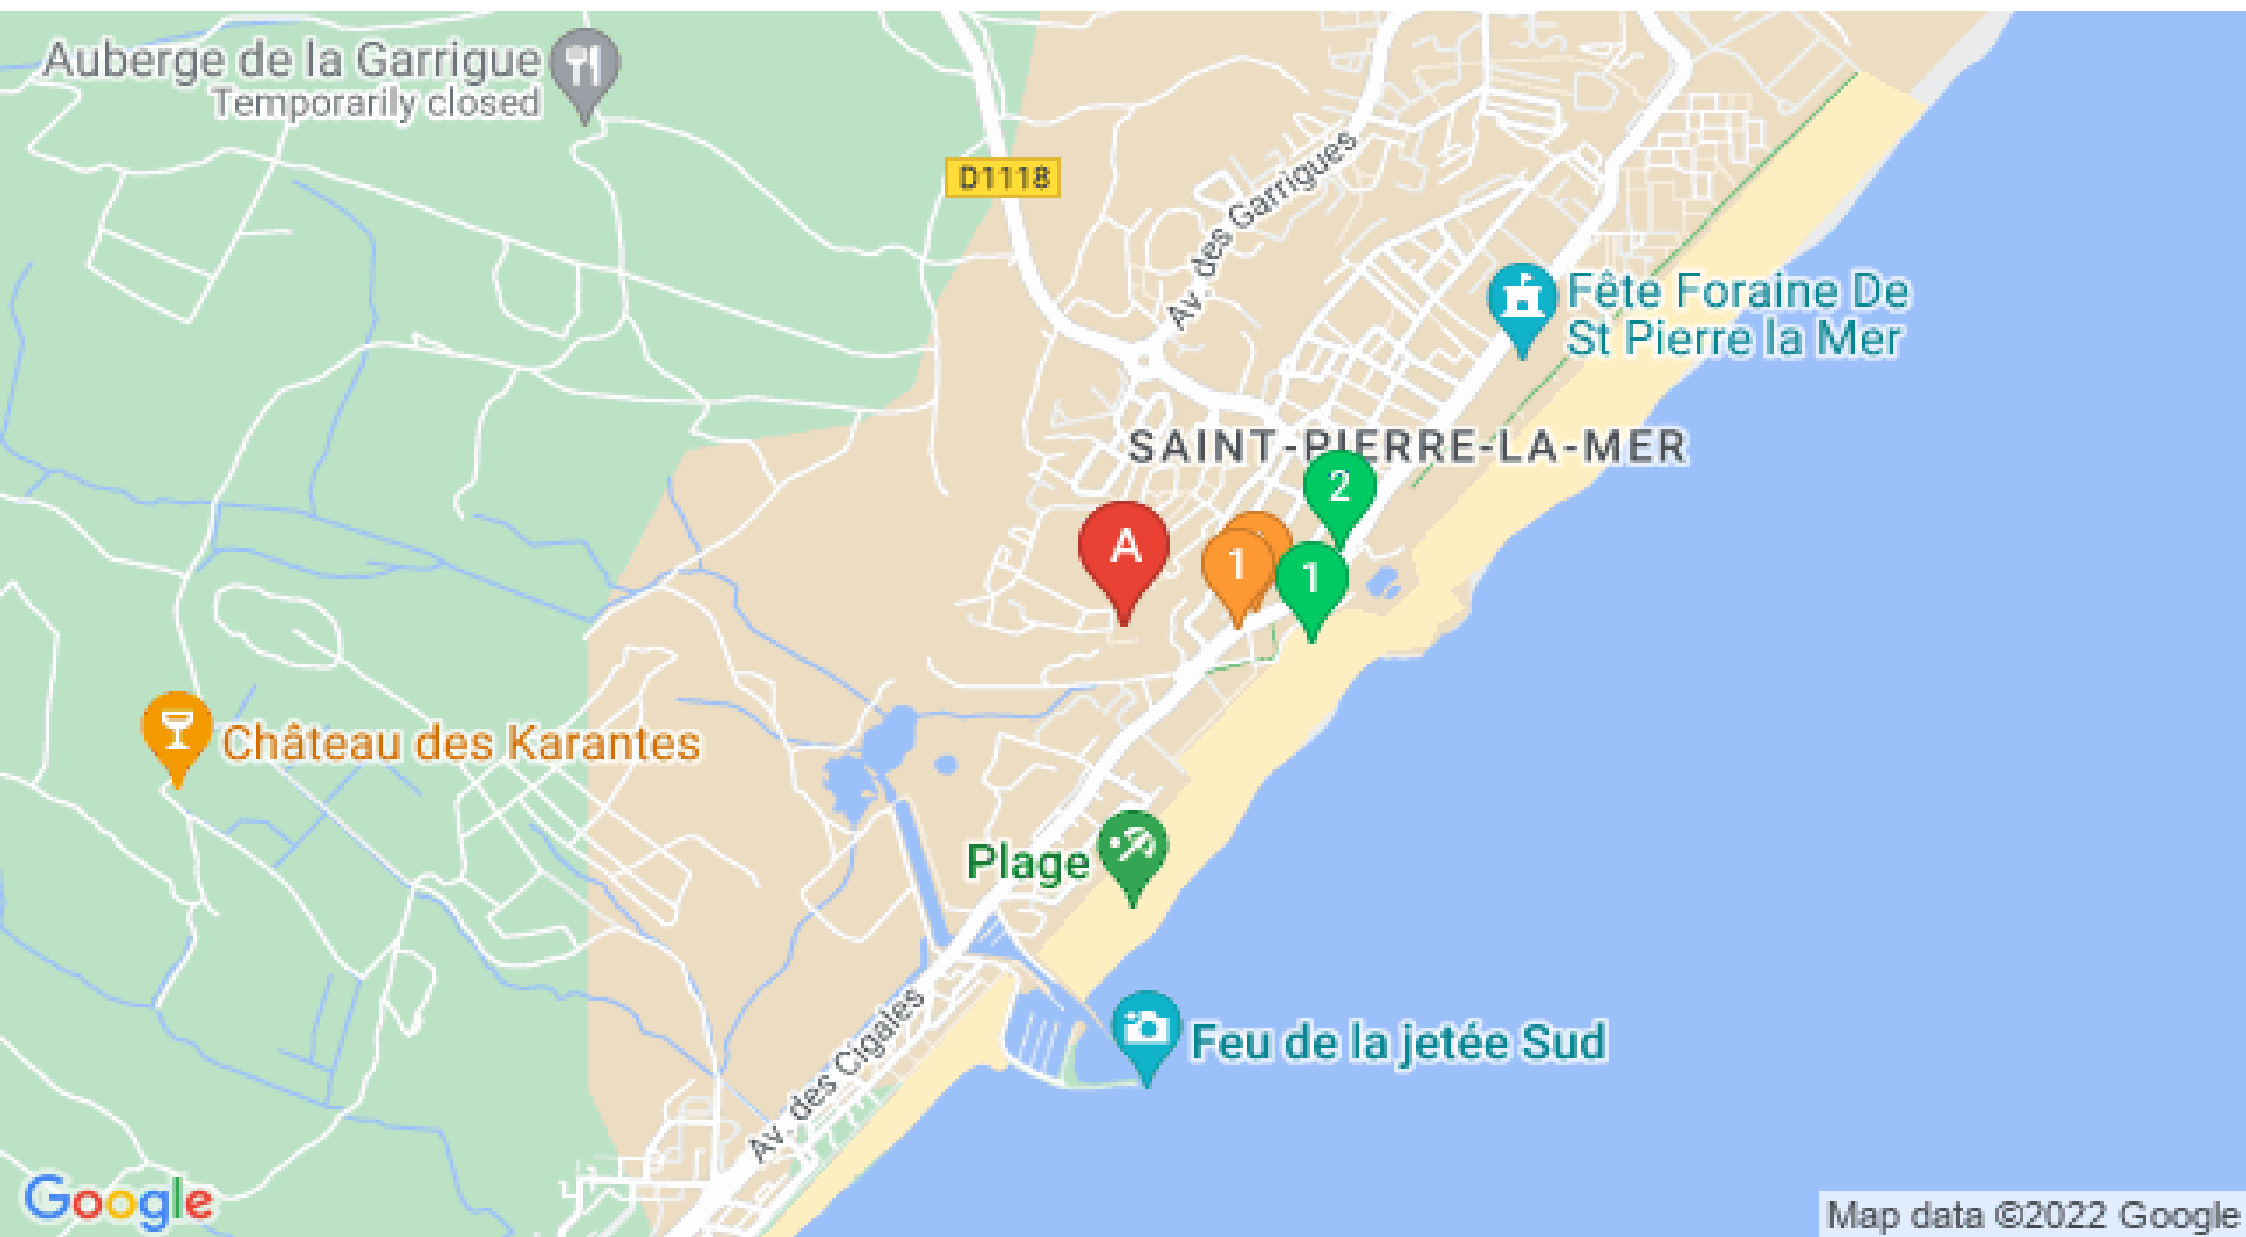 Auberge de la Garrigue
Temporarily closed
D1118
Av. des Garrigues
Fête Foraine De
St Pierre la Mer
SAINT-PIERRE-LA-MER
2
A
1
1
Château des Karantes
Plage
Feu de la jetée Sud
Av. des Cigales
Google
Map data ©2022 Google